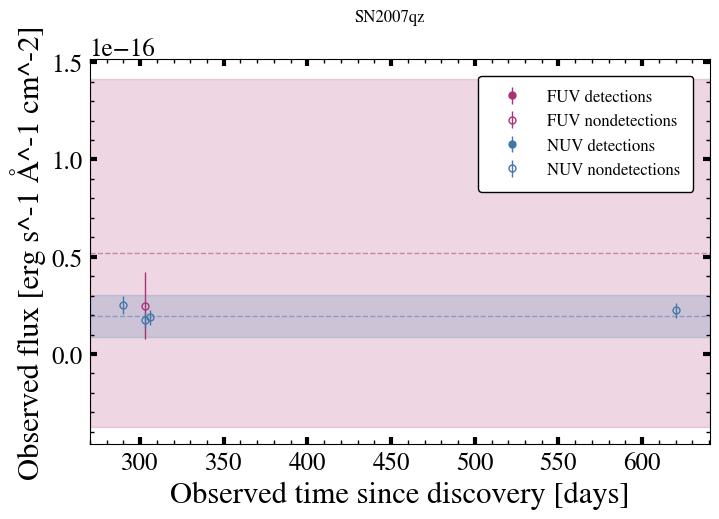 SN2007qz
1e−16
1.5
1.0
0.5
0.0
Observed flux [erg s^-1 Å^-1 cm^-2]
FUV detections
FUV nondetections
NUV detections
NUV nondetections
300 350 400 450 500 550 600
Observed time since discovery [days]